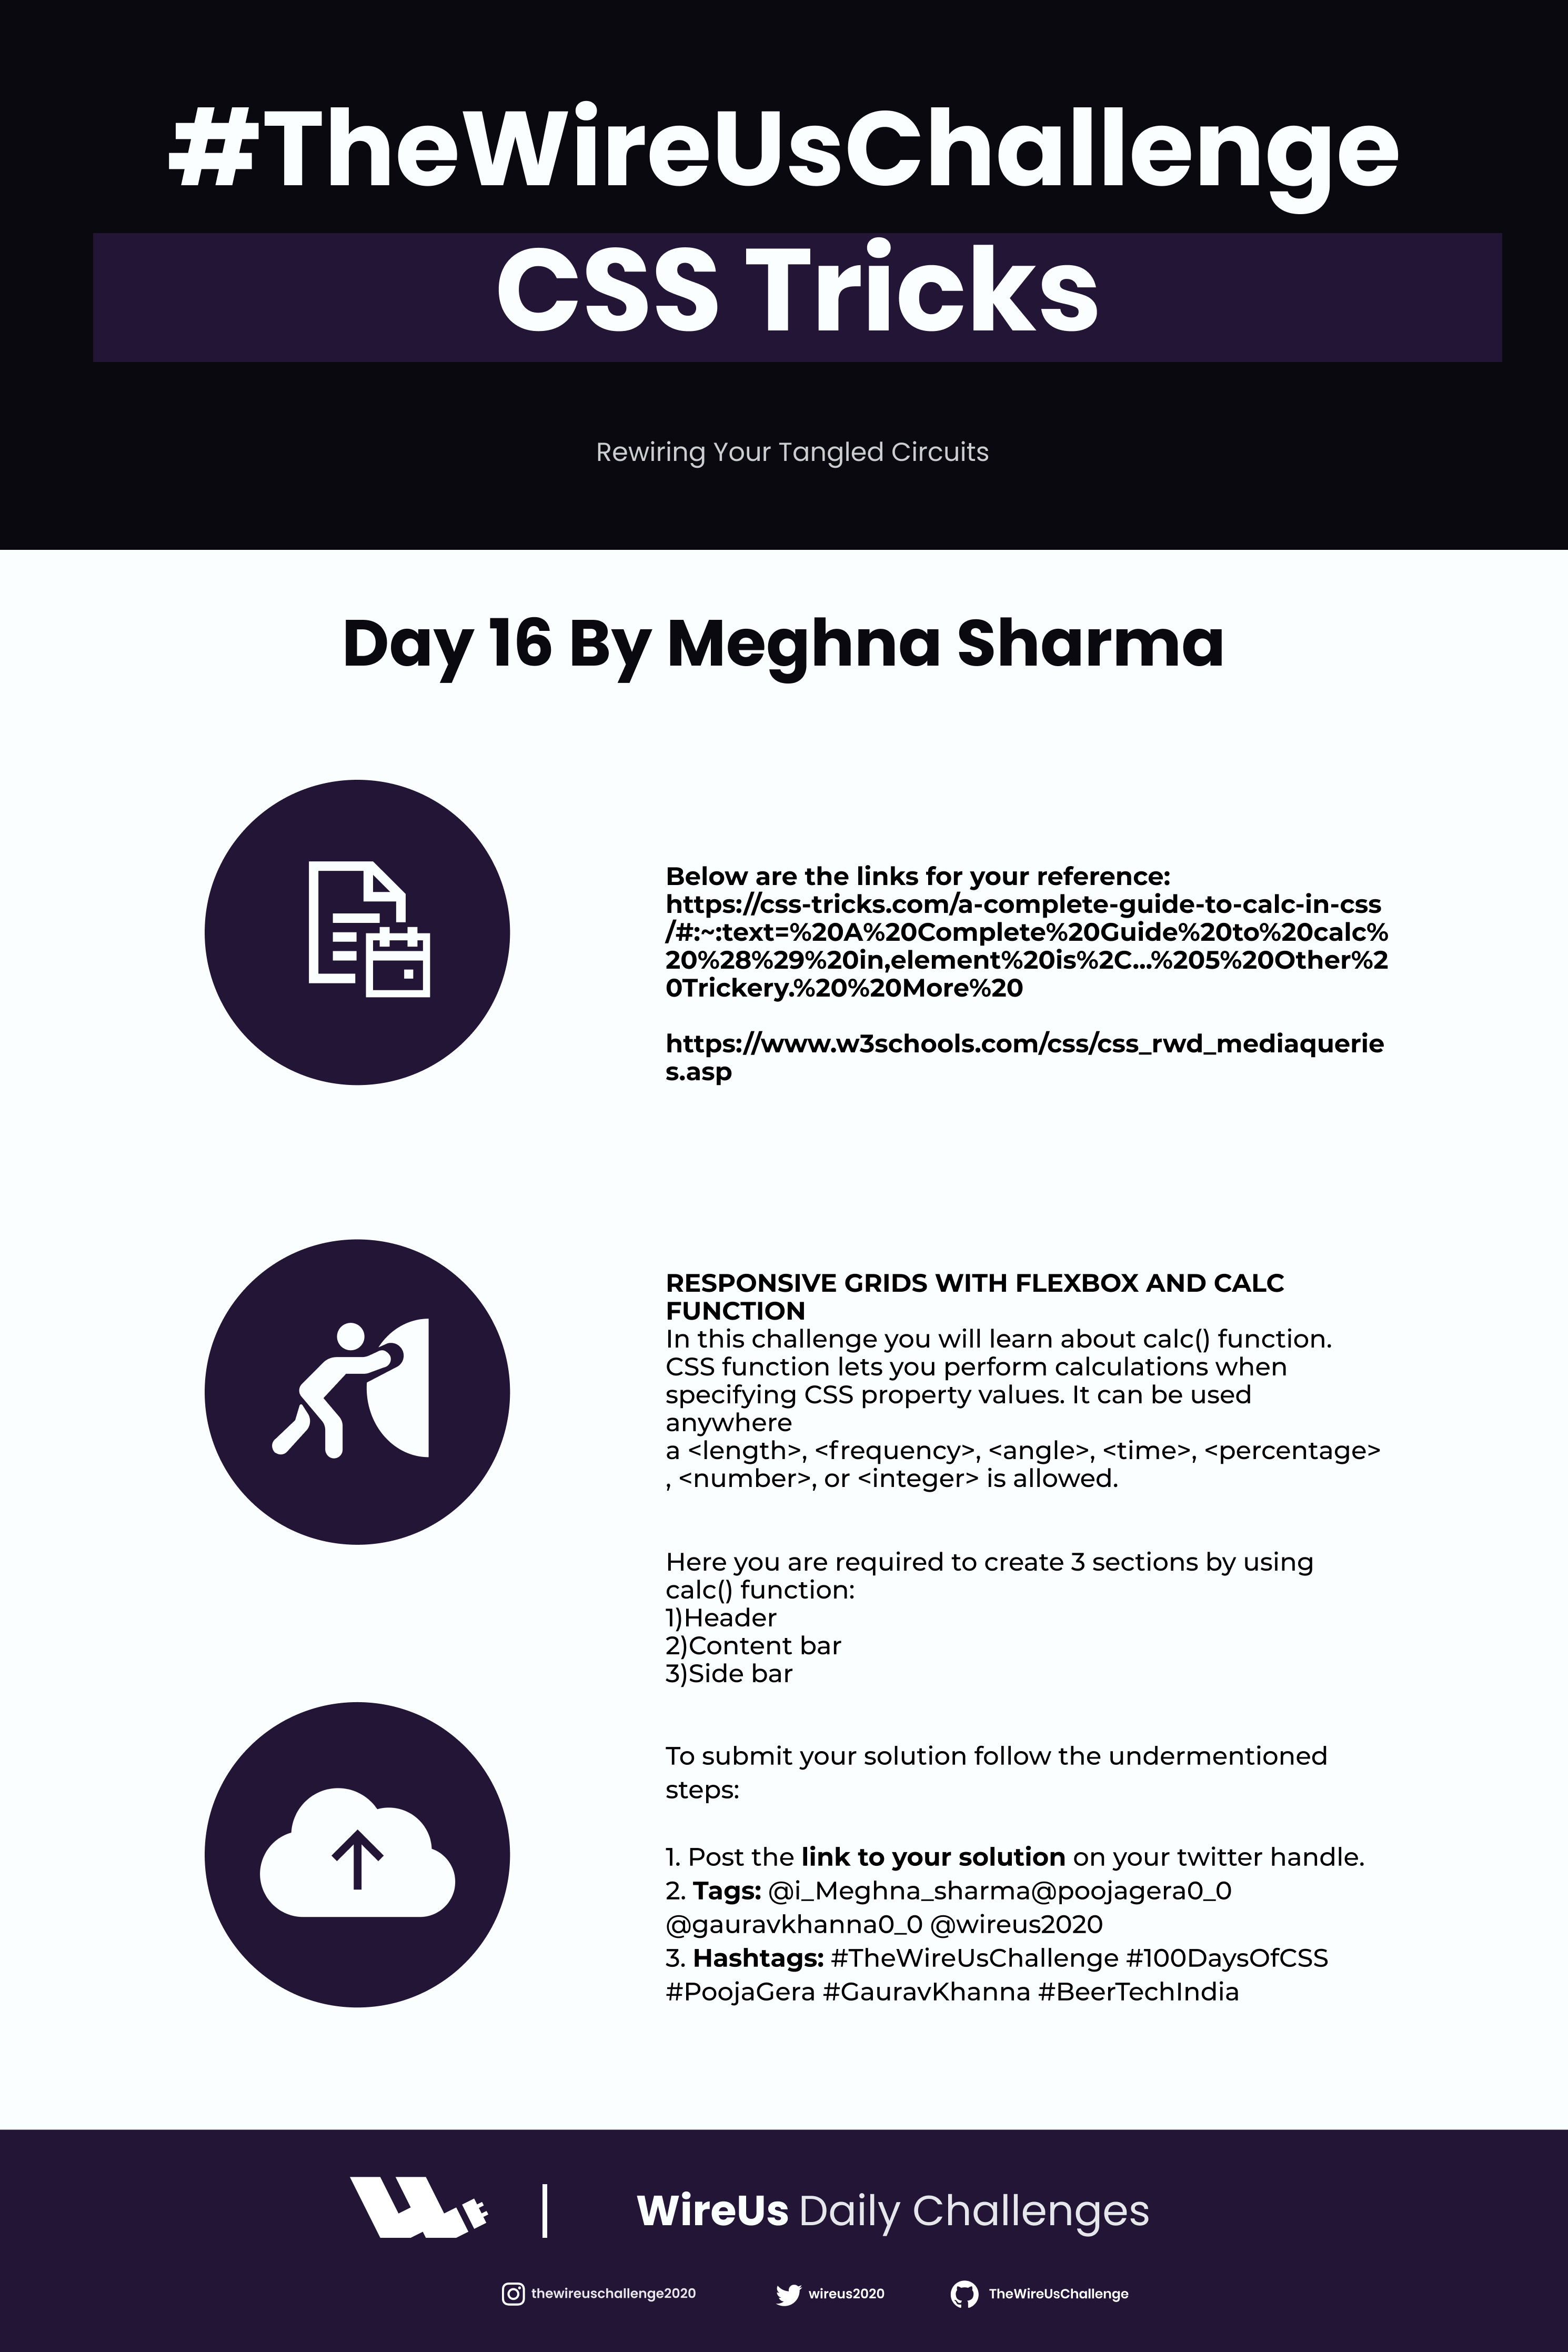 #TheWireUsChallenge
CSS Tricks
Rewiring Your Tangled Circuits
Day 16 By Meghna Sharma
Below are the links for your reference:
https://css-tricks.com/a-complete-guide-to-calc-in-css
/#:~:text=%20A%20Complete%20Guide%20to%20calc%
20%28%29%20in,element%20is%2C...%205%20Other%2
0Trickery.%20%20More%20
https://www.w3schools.com/css/css_rwd_mediaquerie
s.asp
RESPONSIVE GRIDS WITH FLEXBOX AND CALC
FUNCTION
In this challenge you will learn about calc() function.
CSS function lets you perform calculations when
specifying CSS property values. It can be used
anywhere
a <length>, <frequency>, <angle>, <time>, <percentage>
, <number>, or <integer> is allowed.
Here you are required to create 3 sections by using
calc() function:
1)Header
2)Content bar
3)Side bar
To submit your solution follow the undermentioned
steps:
1. Post the link to your solution on your twitter handle.
2. Tags: @i_Meghna_sharma@poojagera0_0
@gauravkhanna0_0 @wireus2020
3. Hashtags: #TheWireUsChallenge #100DaysOfCSS
#PoojaGera #GauravKhanna #BeerTechIndia
WireUs Daily Challenges
thewireuschallenge2020 wireus2020 TheWireUsChallenge